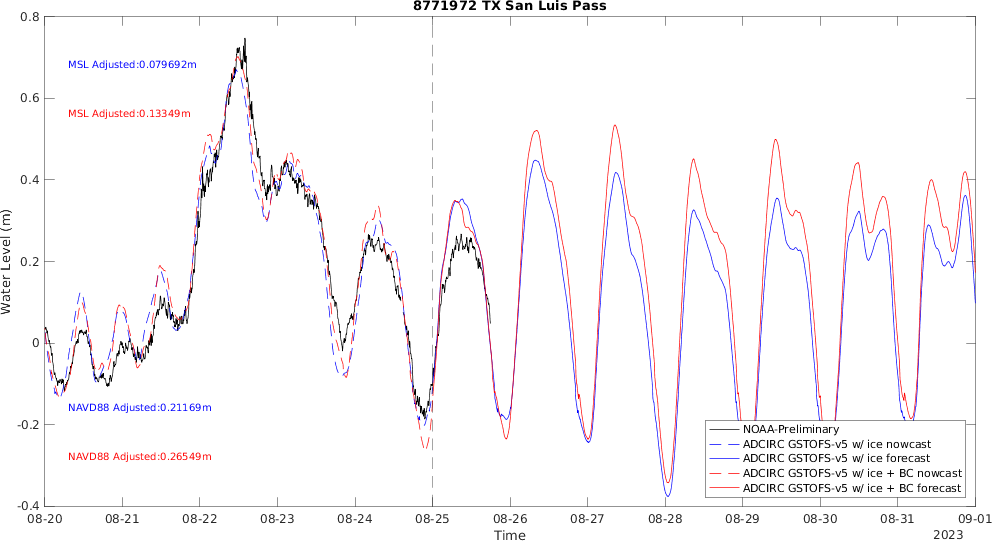 8771972 TX San Luis Pass
0.8
0.6
0.4
0.2
0
-0.2
-0.4
Water Level (m)
MSL Adjusted:0.079692m
MSL Adjusted:0.13349m
NAVD88 Adjusted:0.21169m
NAVD88 Adjusted:0.26549m
NOAA-Preliminary
ADCIRC GSTOFS-v5 w/ ice nowcast
ADCIRC GSTOFS-v5 w/ ice forecast
ADCIRC GSTOFS-v5 w/ ice + BC nowcast
ADCIRC GSTOFS-v5 w/ ice + BC forecast
08-20 08-21 08-22 08-23 08-24 08-25 08-26 08-27 08-28 08-29 08-30 08-31 09-01
Time
2023